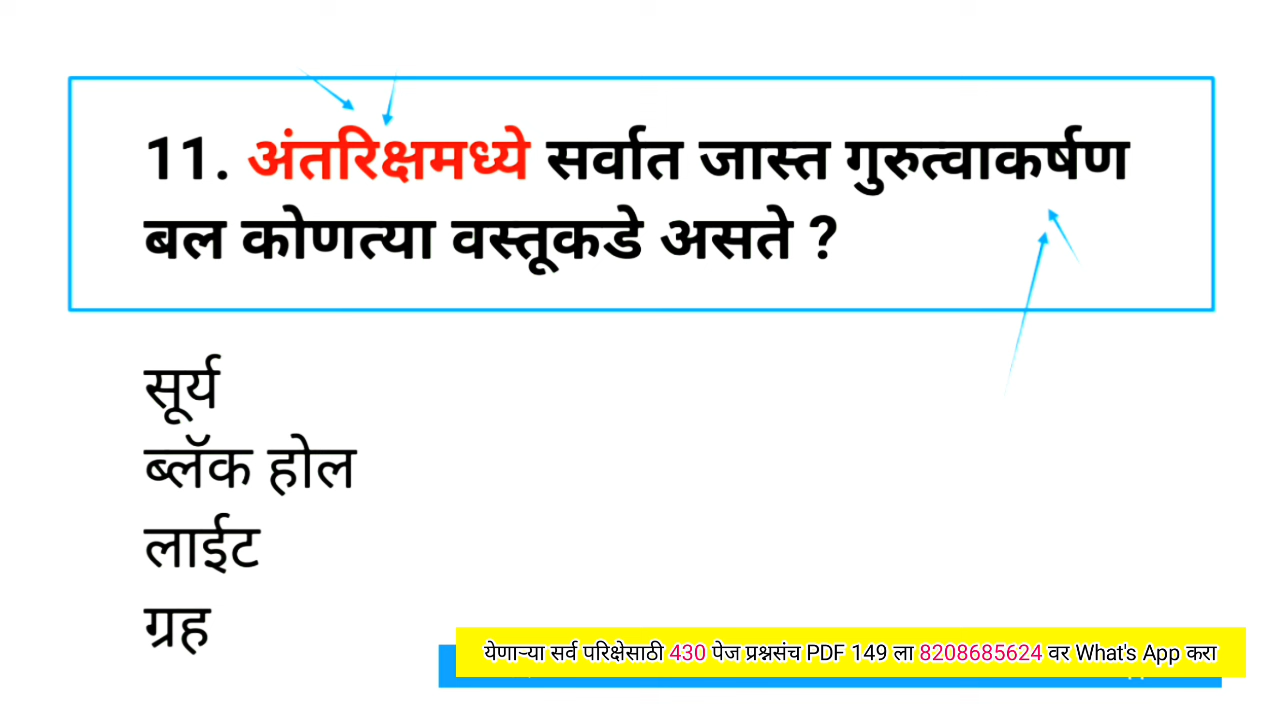 11. अंतरिक्षमध्ये सर्वात जास्त गुरुत्वाकर्षण
बल कोणत्या वस्तूकडे असते ?
सूर्य
ब्लॅक होल
लाईट
ग्रह
येणाऱ्या सर्व परिक्षेसाठी 430 पेज प्रश्नसंच PDF 149 ला 8208685624 वर What's App करा